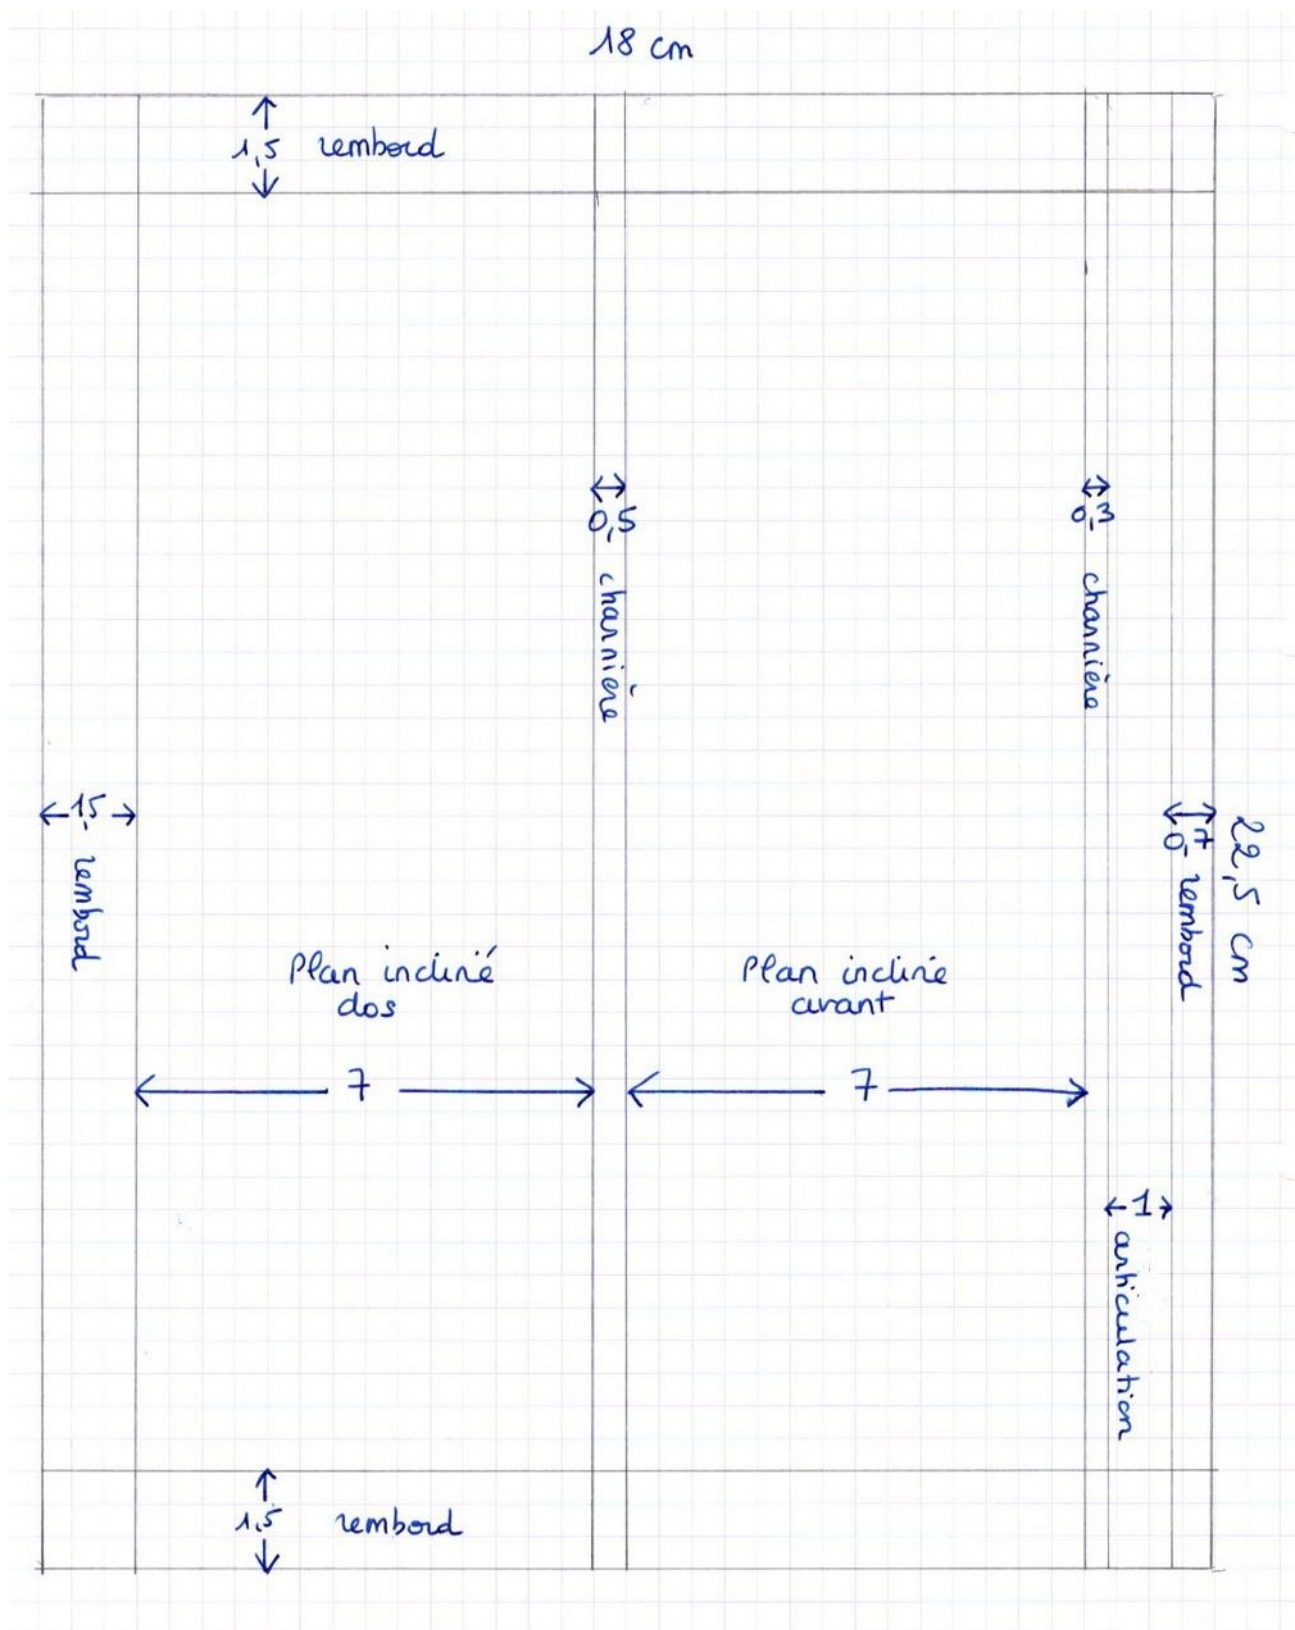 18 cm
1,5 rembord
0,5 charnière
0,3 charnière
1,5 rembord
0,7 rembord
22,5 cm
Plan incliné
dos
Plan incliné
avant
7
7
1
articulation
1,5 rembord